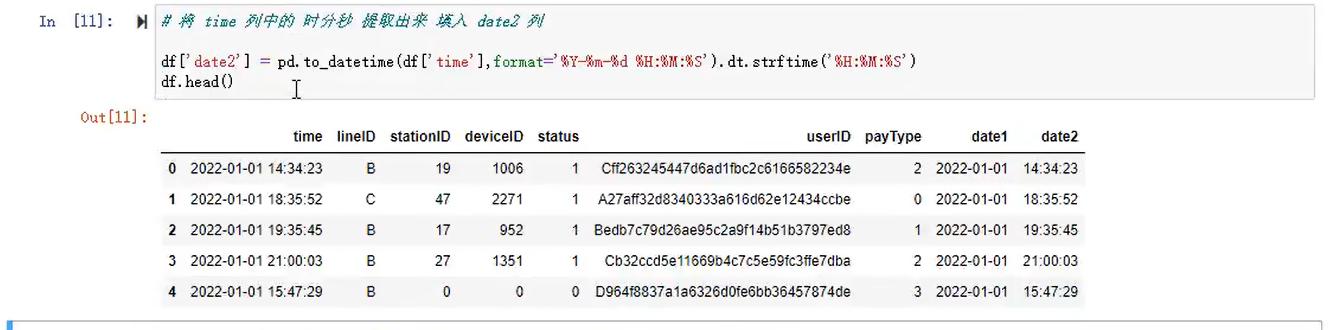 In [11]:
# 将 time 列中的 时分秒 提取出来 填入 date2 列
df['date2'] = pd.to_datetime(df['time'],format='%Y-%m-%d %H:%M:%S').dt.strftime('%H:%M:%S')
df.head()
Out[11]:
time lineID stationID deviceID status userID payType date1 date2
0 2022-01-01 14:34:23 B 19 1006 1 Cff263245447d6ad1fbc2c6166582234e 2 2022-01-01 14:34:23
1 2022-01-01 18:35:52 C 47 2271 1 A27aff32d8340333a616d62e12434ccbe 0 2022-01-01 18:35:52
2 2022-01-01 19:35:45 B 17 952 1 Bedb7c79d26ae95c2a9f14b51b3797ed8 1 2022-01-01 19:35:45
3 2022-01-01 21:00:03 B 27 1351 1 Cb32ccd5e11669b4c7c5e59fc3ffe7dba 2 2022-01-01 21:00:03
4 2022-01-01 15:47:29 B 0 0 0 D964f8837a1a6326d0fe6bb36457874de 3 2022-01-01 15:47:29